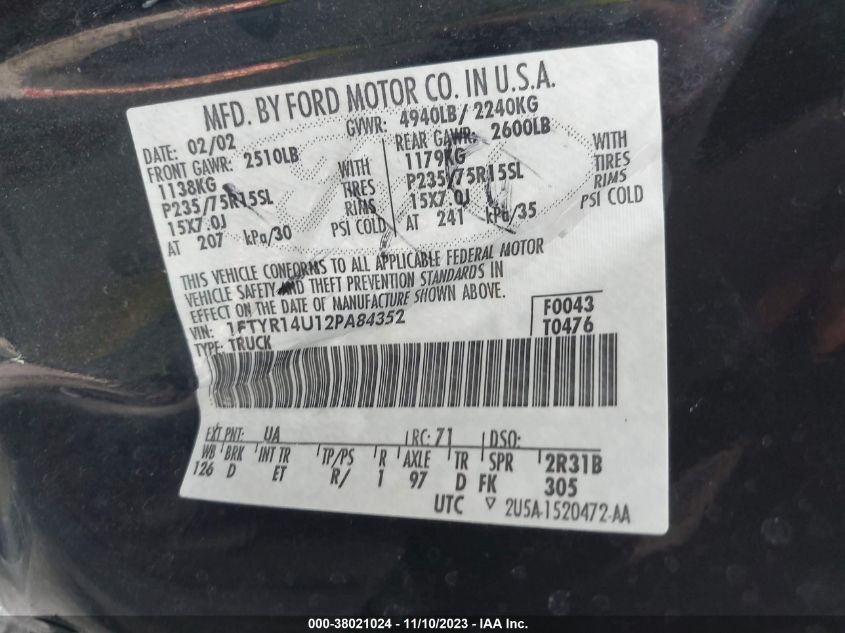 MFD. BY FORD MOTOR CO. IN U.S.A.
DATE: 02/02 GVWR: 4940LB/ 2240KG
FRONT GAWR: 2510LB REAR GAWR: 2600LB
1138KG WITH 1179KG WITH
P235/75R15SL TIRES P235/75R15SL TIRES
15X7.0J RIMS 15X7.0J RIMS
AT 207 kPa/30 PSI COLD AT 241 kPa/35 PSI COLD
THIS VEHICLE CONFORMS TO ALL APPLICABLE FEDERAL MOTOR
VEHICLE SAFETY AND THEFT PREVENTION STANDARDS IN
EFFECT ON THE DATE OF MANUFACTURE SHOWN ABOVE.
VIN: 1FTYR14U12PA84352 F0043
TYPE: TRUCK T0476
EXT PNT: UA RC: 71 DSO:
WB BRK INT TR TP/PS R AXLE TR SPR 2R31B
126 D ET R/ 1 97 D FK 305
UTC ▽ 2U5A-1520472-AA
000-38021024 - 11/10/2023 - IAA Inc.